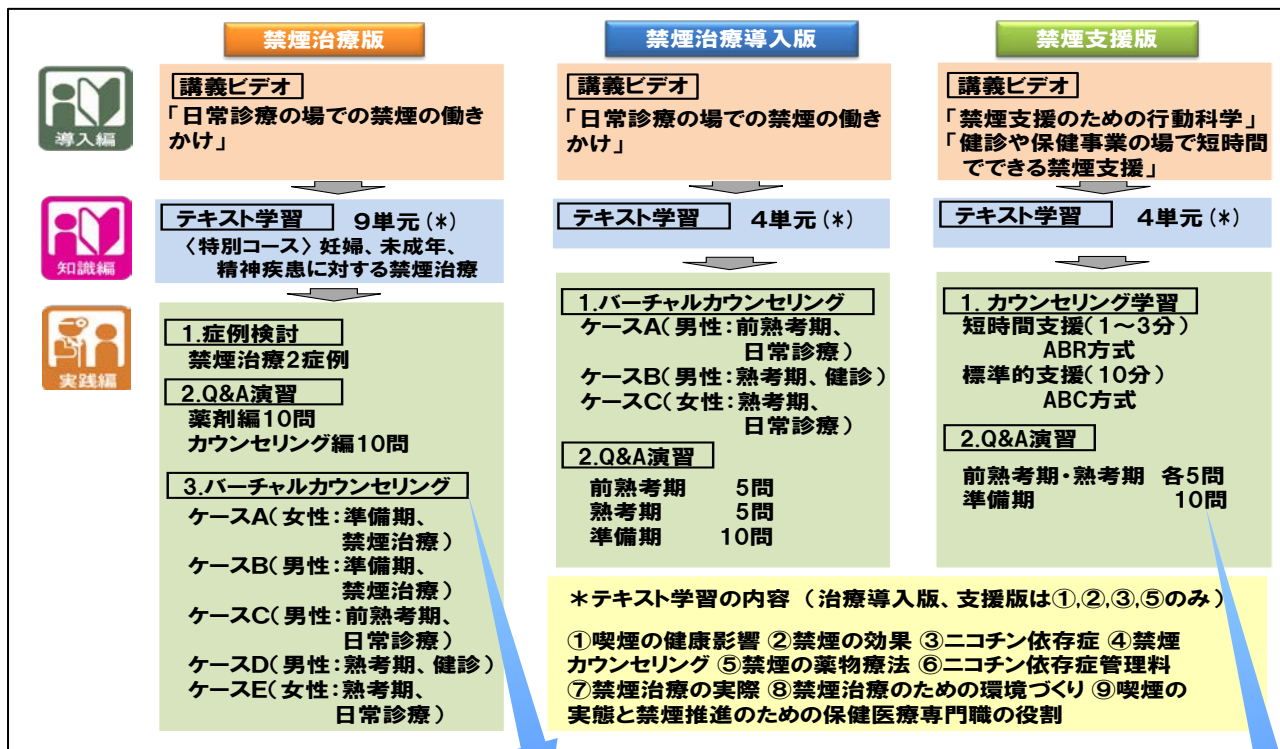 禁煙治療版
禁煙治療導入版
禁煙支援版
導入編
講義ビデオ
「日常診療の場での禁煙の働き
かけ」
講義ビデオ
「日常診療の場での禁煙の働き
かけ」
講義ビデオ
「禁煙支援のための行動科学」
「健診や保健事業の場で短時間
でできる禁煙支援」
知識編
テキスト学習 9単元(*)
〈特別コース〉妊婦、未成年、
精神疾患に対する禁煙治療
テキスト学習 4単元(*)
テキスト学習 4単元(*)
実践編
1.症例検討
禁煙治療2症例
2.Q&A演習
薬剤編10問
カウンセリング編10問
3.バーチャルカウンセリング
ケースA(女性:準備期、
禁煙治療)
ケースB(男性:準備期、
禁煙治療)
ケースC(男性:前熟考期、
日常診療)
ケースD(男性:熟考期、健診)
ケースE(女性:熟考期、
日常診療)
1.バーチャルカウンセリング
ケースA(男性:前熟考期、
日常診療)
ケースB(男性:熟考期、健診)
ケースC(女性:熟考期、
日常診療)
2.Q&A演習
前熟考期 5問
熟考期 5問
準備期 10問
1. カウンセリング学習
短時間支援(1~3分)
ABR方式
標準的支援(10分)
ABC方式
2.Q&A演習
前熟考期・熟考期 各5問
準備期 10問
*テキスト学習の内容 (治療導入版、支援版は①,②,③,⑤のみ)
①喫煙の健康影響 ②禁煙の効果 ③ニコチン依存症 ④禁煙
カウンセリング ⑤禁煙の薬物療法 ⑥ニコチン依存症管理料
⑦禁煙治療の実際 ⑧禁煙治療のための環境づくり ⑨喫煙の
実態と禁煙推進のための保健医療専門職の役割